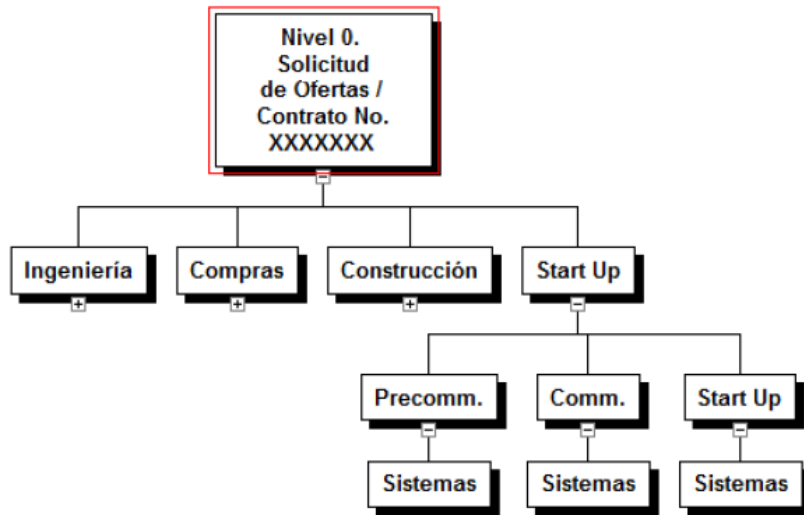 Nivel 0.
Solicitud
de Ofertas /
Contrato No.
XXXXXXX
Ingeniería
Compras
Construcción
Start Up
Precomm.
Comm.
Start Up
Sistemas
Sistemas
Sistemas